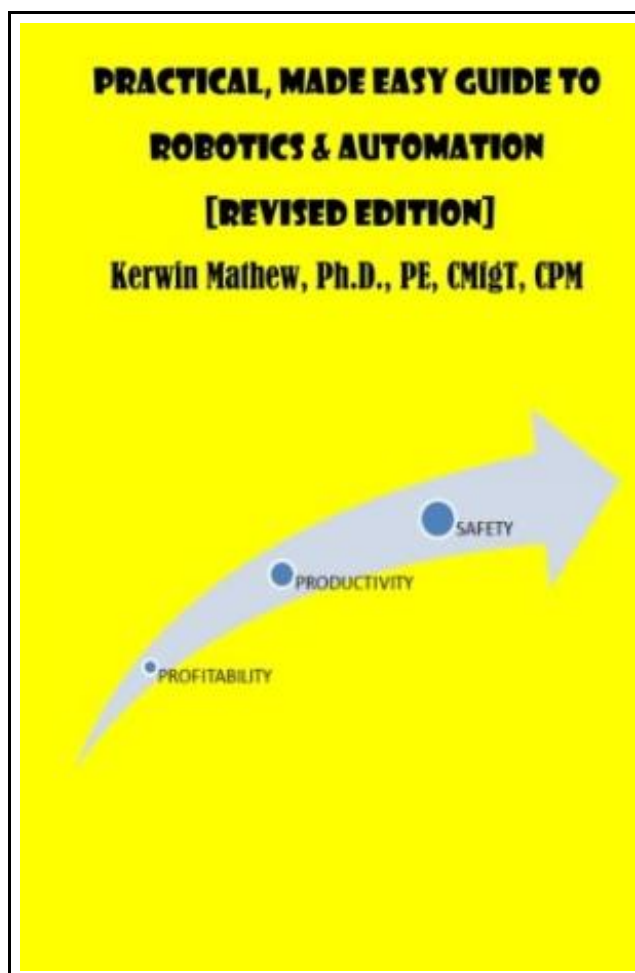 PRACTICAL, MADE EASY GUIDE TO
ROBOTICS & AUTOMATION
[REVISED EDITION]
Kerwin Mathew, Ph.D., PE, CMfgT, CPM
SAFETY
PRODUCTIVITY
PROFITABILITY